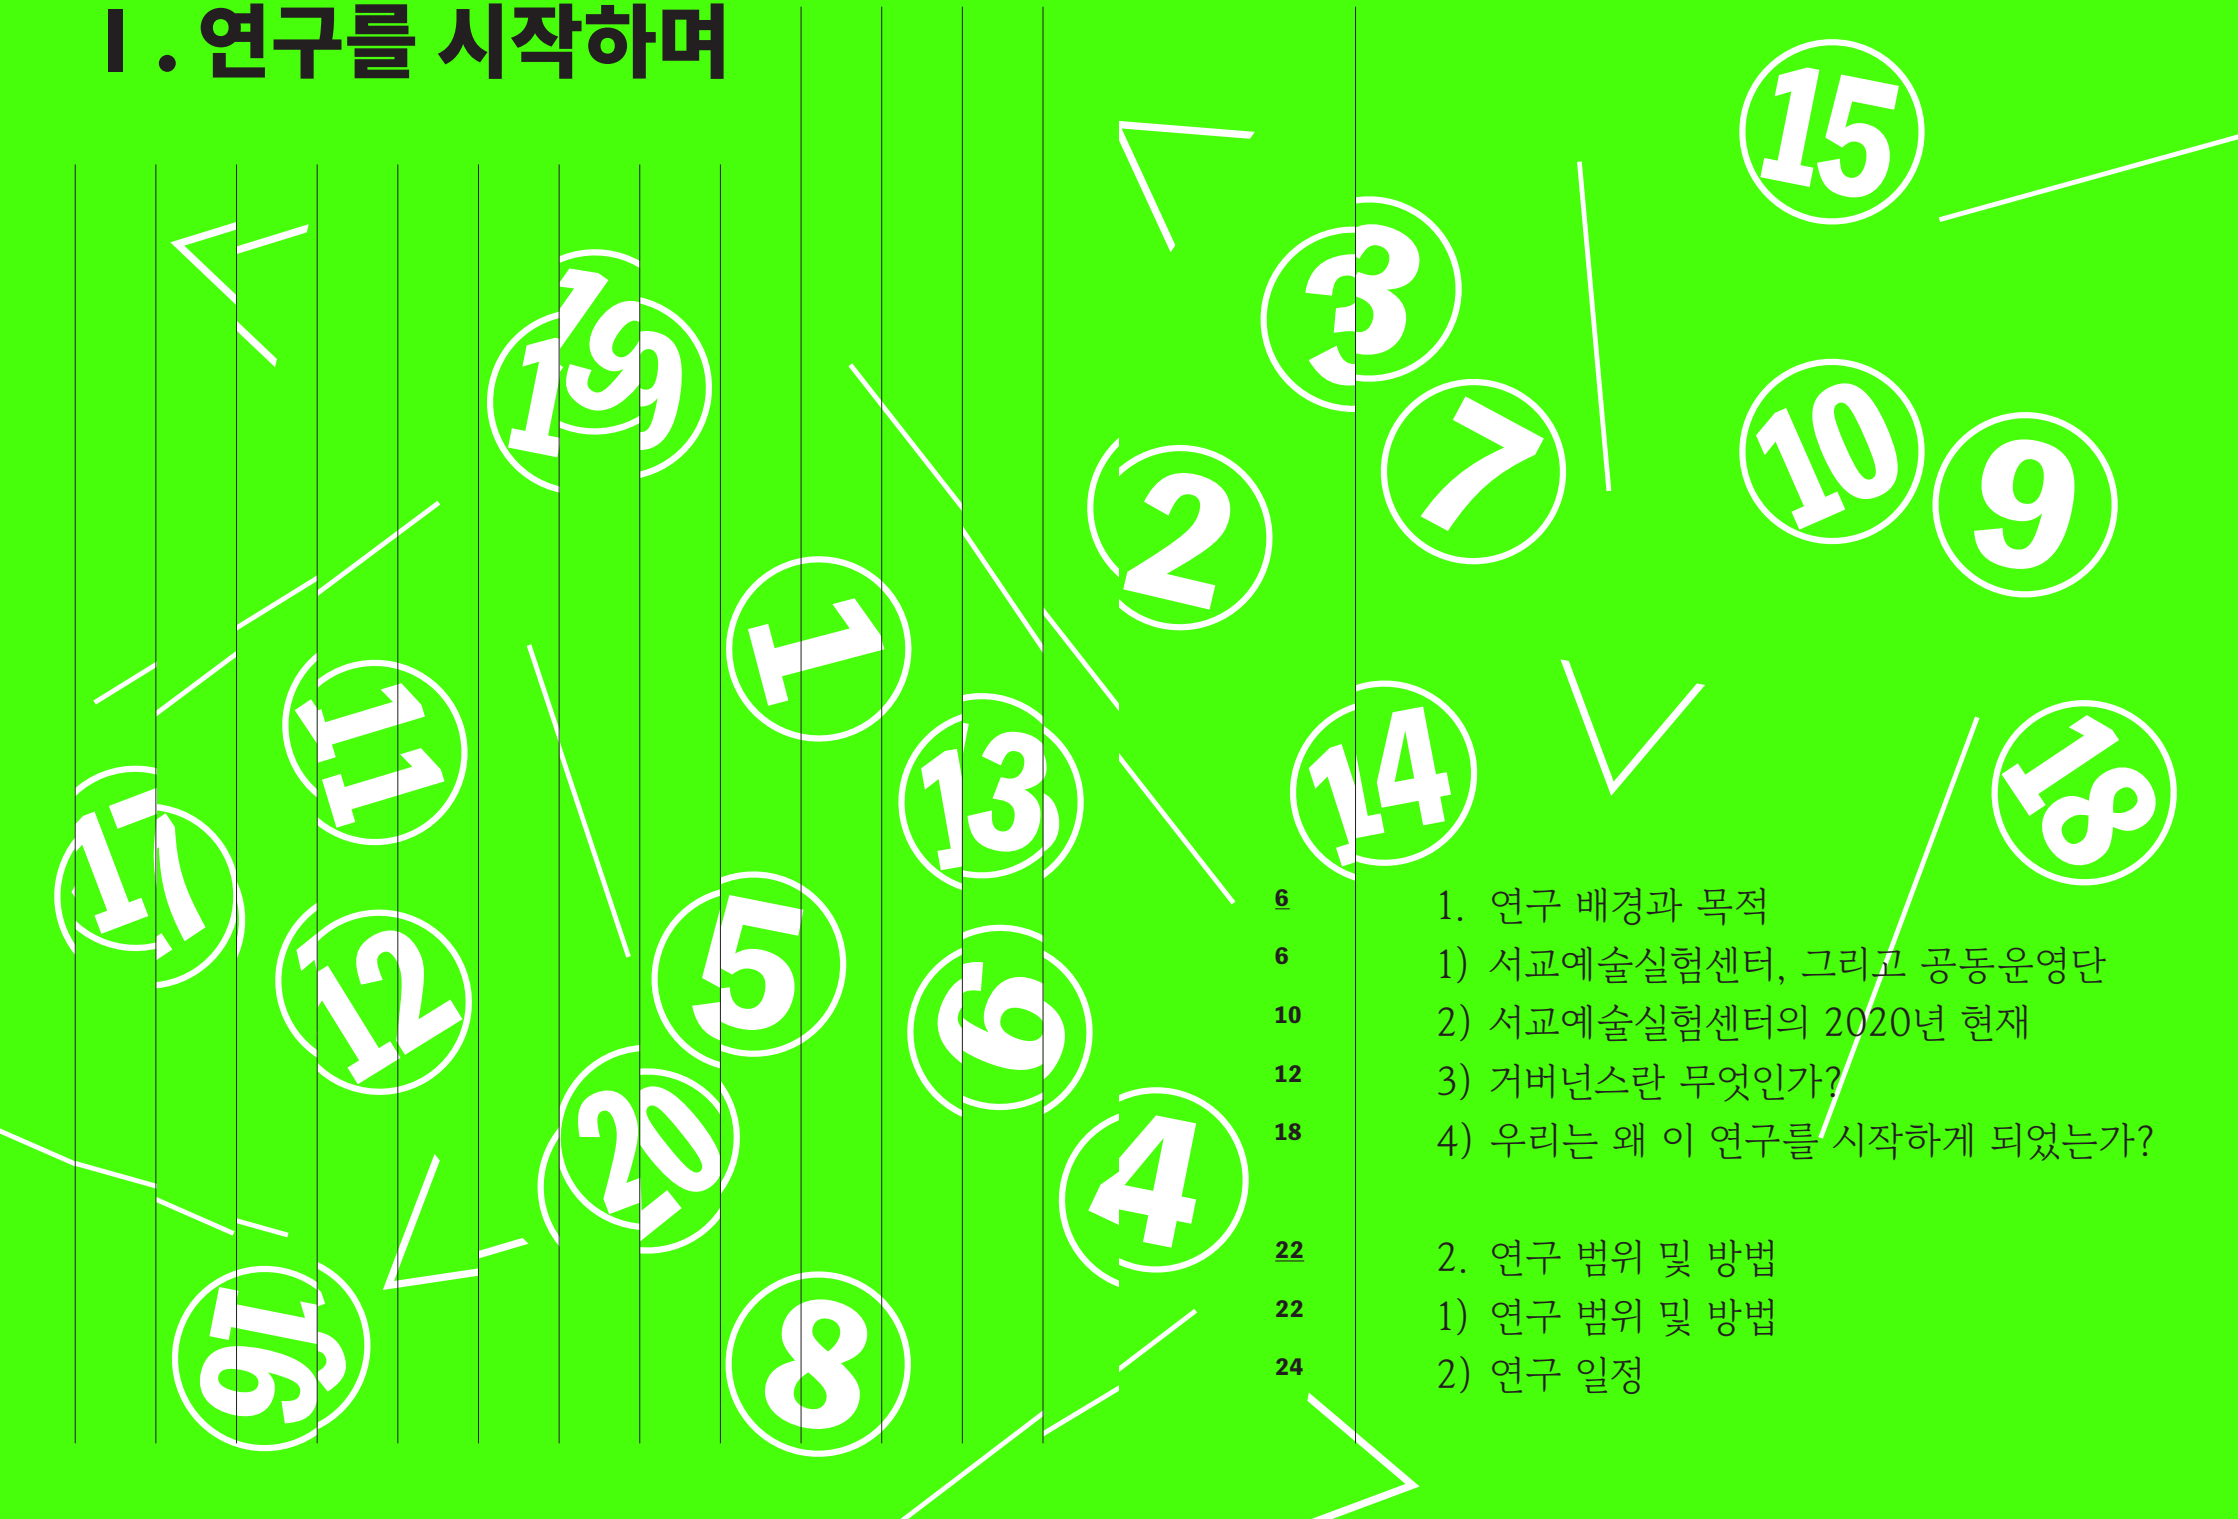 Ⅰ. 연구를 시작하며
15
3
19
7
10
9
2
1
11
13
14
18
17
5
12
6
20
4
16
8
6 1. 연구 배경과 목적
6 1) 서교예술실험센터, 그리고 공동운영단
10 2) 서교예술실험센터의 2020년 현재
12 3) 거버넌스란 무엇인가?
18 4) 우리는 왜 이 연구를 시작하게 되었는가?
22 2. 연구 범위 및 방법
22 1) 연구 범위 및 방법
24 2) 연구 일정